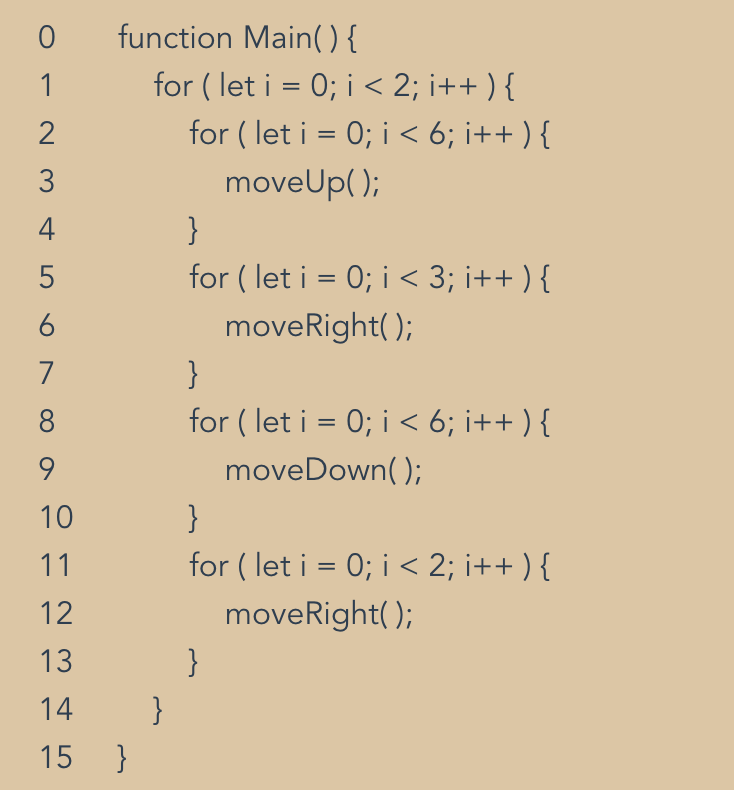 0 function Main( ) {
1 for ( let i = 0; i < 2; i++ ) {
2 for ( let i = 0; i < 6; i++ ) {
3 moveUp( );
4 }
5 for ( let i = 0; i < 3; i++ ) {
6 moveRight( );
7 }
8 for ( let i = 0; i < 6; i++ ) {
9 moveDown( );
10 }
11 for ( let i = 0; i < 2; i++ ) {
12 moveRight( );
13 }
14 }
15 }